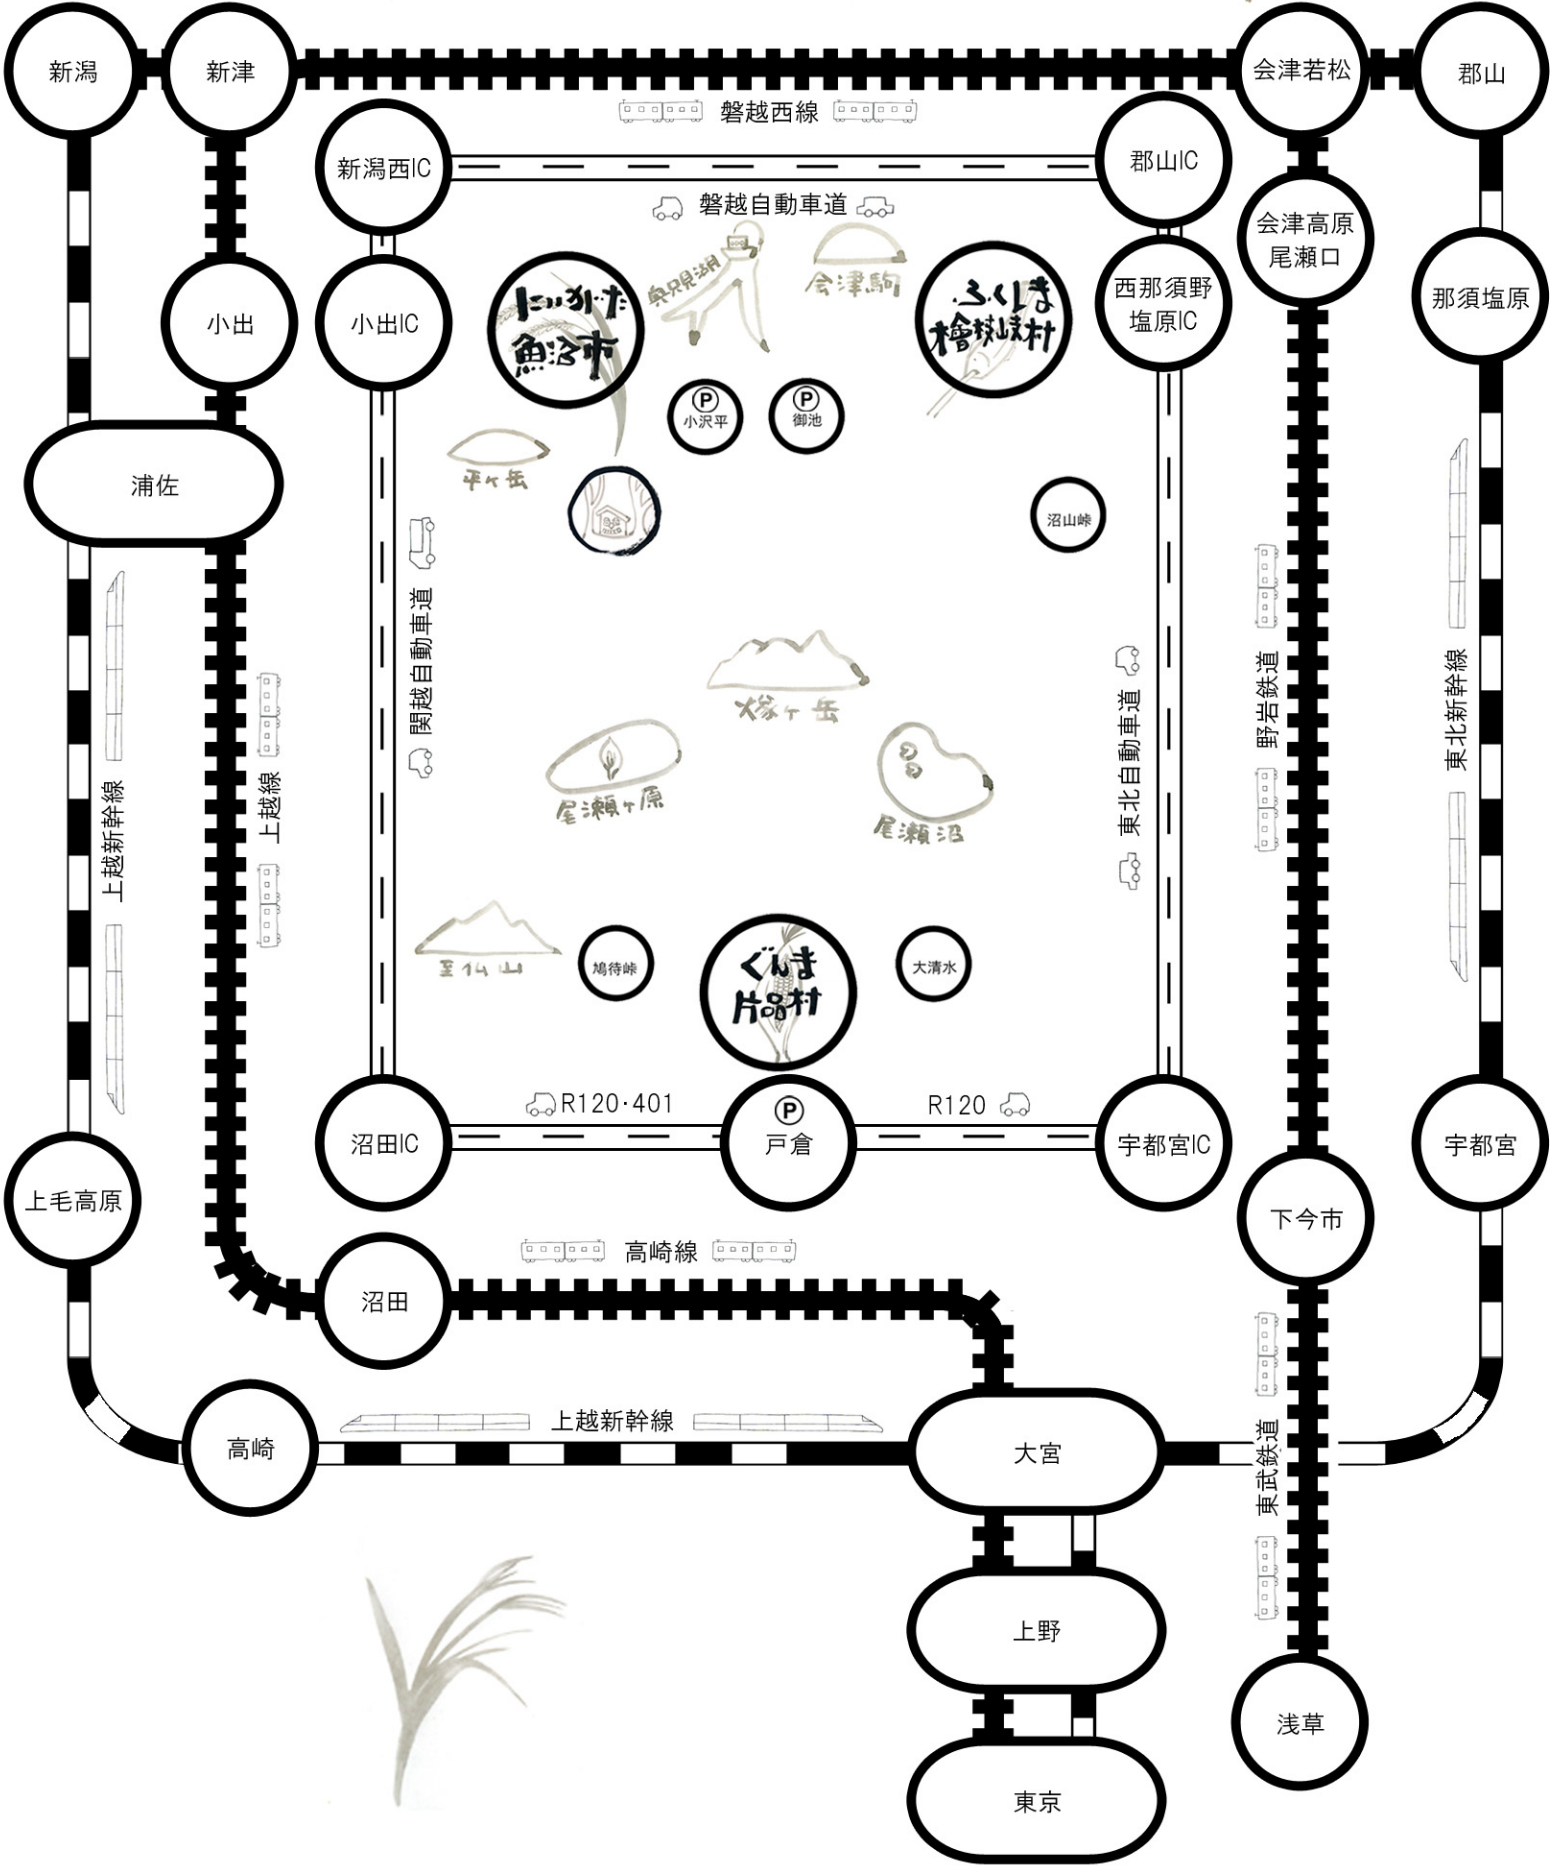 新潟
新津
会津若松
郡山
磐越西線
新潟西IC
郡山IC
磐越自動車道
会津高原
尾瀬口
奥只見湖
会津駒
にいがた
魚沼市
ふくしま
檜枝岐村
西那須野
塩原IC
那須塩原
小出
小出IC
P
小沢平
P
御池
浦佐
平ヶ岳
沼山峠
関越自動車道
燧ヶ岳
野岩鉄道
東北新幹線
東北自動車道
上越新幹線
上越線
尾瀬ヶ原
尾瀬沼
至仏山
鳩待峠
ぐんま
片品村
大清水
R120・401
R120
沼田IC
P
戸倉
宇都宮IC
宇都宮
上毛高原
下今市
高崎線
沼田
上越新幹線
高崎
大宮
東武鉄道
上野
浅草
東京